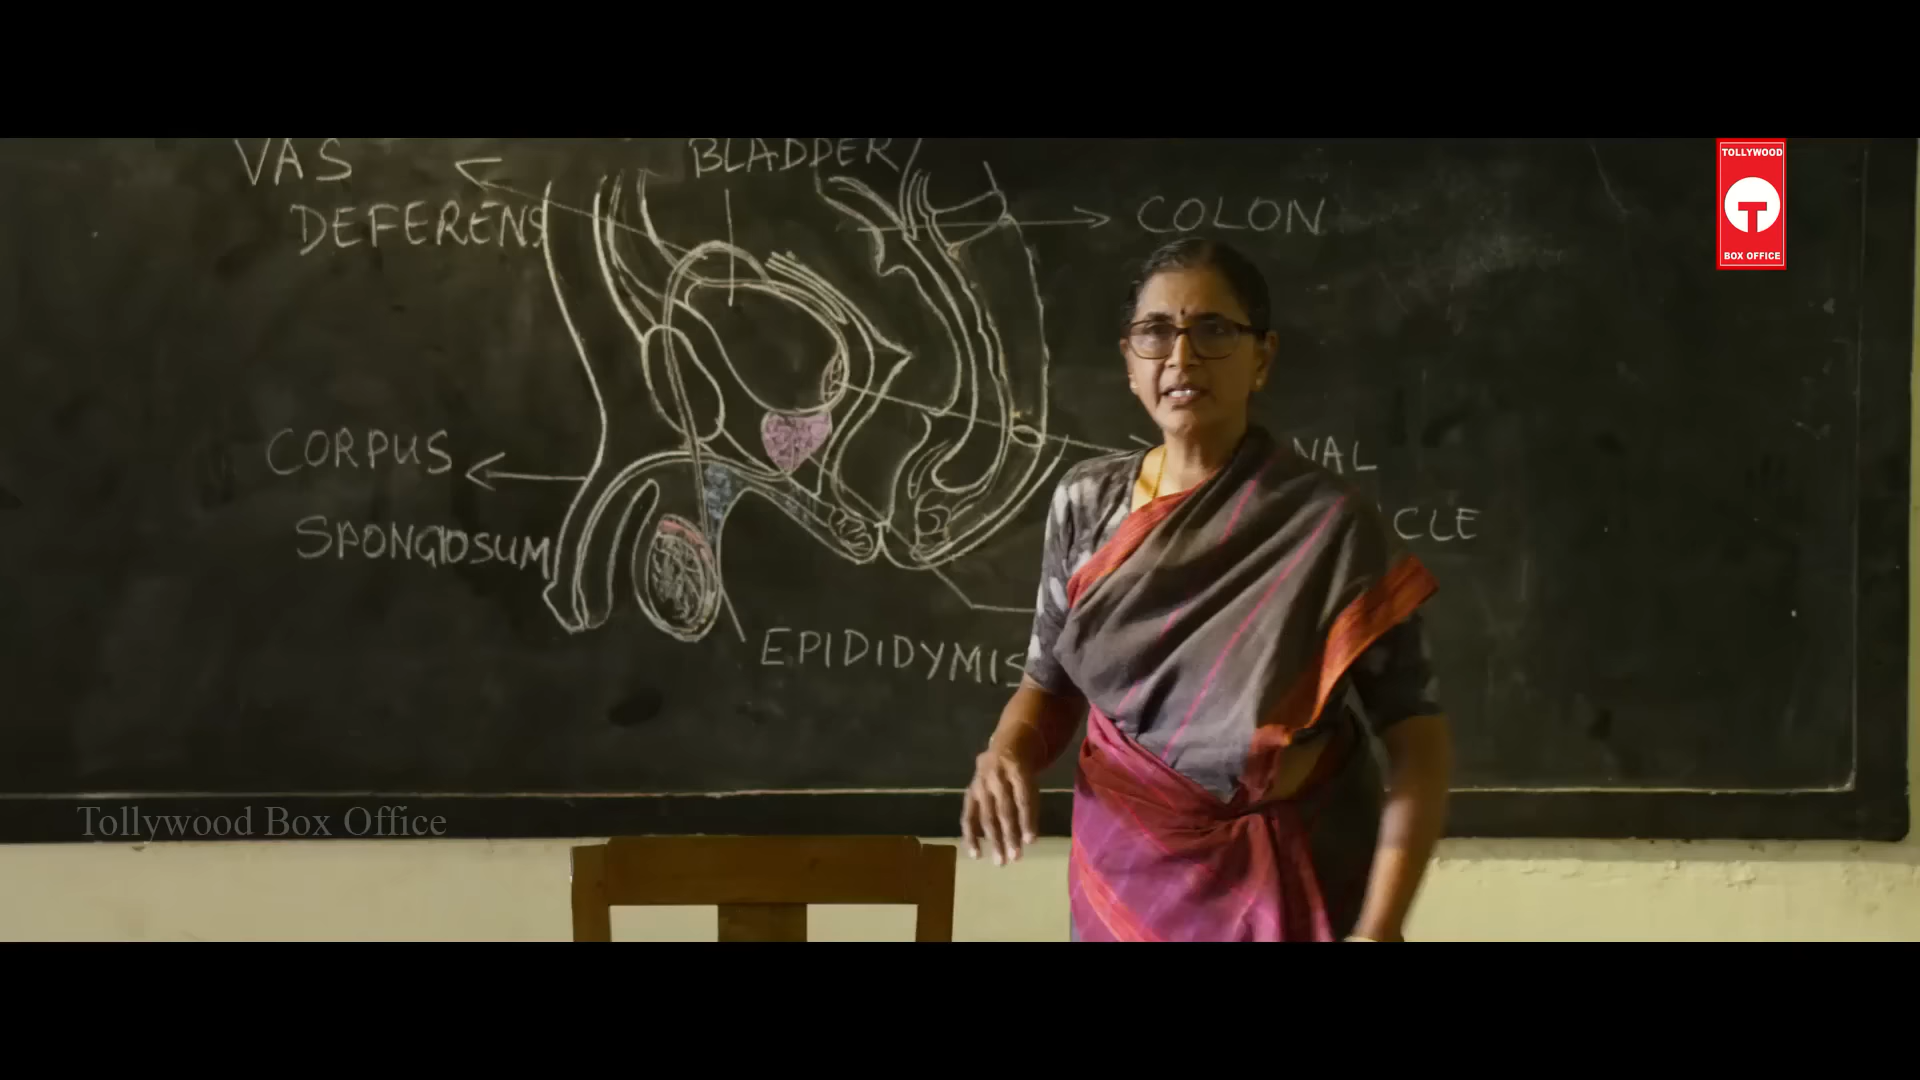 VAS
DEFERENS
BLADDER
COLON
CORPUS
SPONGIOSUM
NAL
CLE
EPIDIDYMIS
TOLLYWOOD
T
BOX OFFICE
Tollywood Box Office